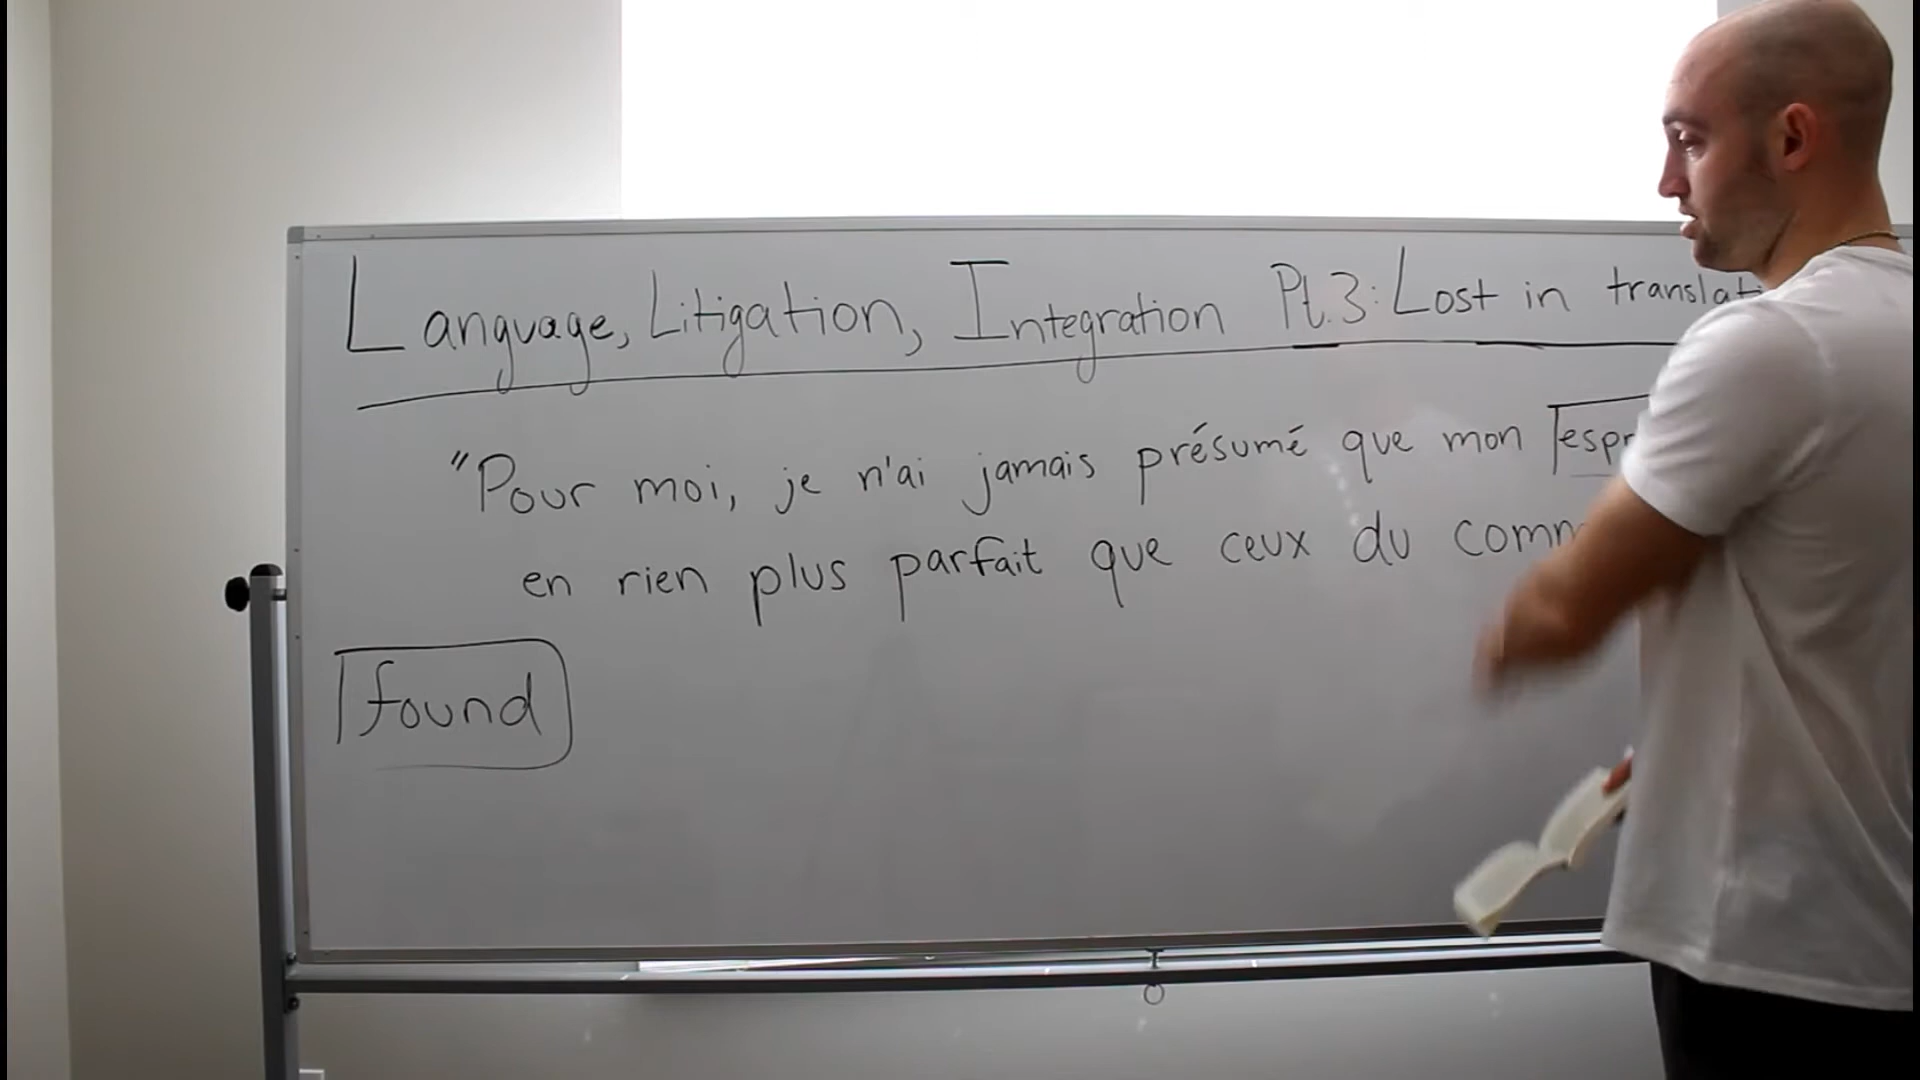 Language, Litigation, Integration Pt.3: Lost in
"Pour moi, je n'ai jamais présumé que mon
en rien plus parfait que ceux du
found